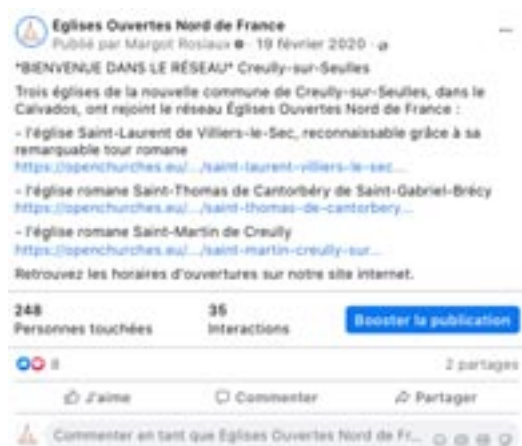 Eglises Ouvertes Nord de France
Publié par Margot Rosiaux · 19 février 2020 ·
*BIENVENUE DANS LE RÉSEAU* Creully-sur-Seulles
Trois églises de la nouvelle commune de Creully-sur-Seulles, dans le
Calvados, ont rejoint le réseau Églises Ouvertes Nord de France :
- l'église Saint-Laurent de Villiers-le-Sec, reconnaissable grâce à sa
remarquable tour romane
https://openchurches.eu/.../saint-laurent-villiers-le-sec...
- l'église romane Saint-Thomas de Cantorbéry de Saint-Gabriel-Brécy
https://openchurches.eu/.../saint-thomas-de-cantorbery...
- l'église romane Saint-Martin de Creully
https://openchurches.eu/.../saint-martin-creully-sur...
Retrouvez les horaires d'ouvertures sur notre site internet.
248
Personnes touchées
35
Interactions
Booster la publication
8
2 partages
J'aime
Commenter
Partager
Commenter en tant que Eglises Ouvertes Nord de Fr...